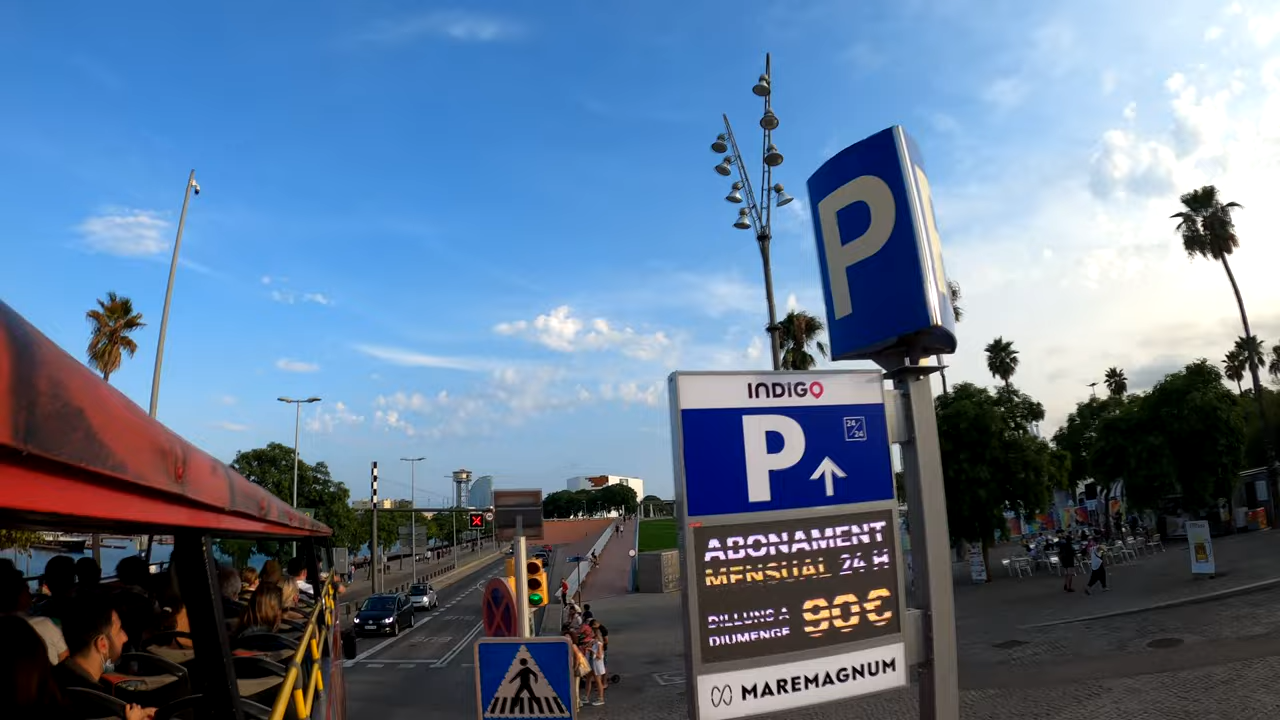 P
INDIGO
P
24/24
ABONAMENT
MENSUAL 24 H
DILLUNS A
DIUMENGE
90€
MAREMAGNUM